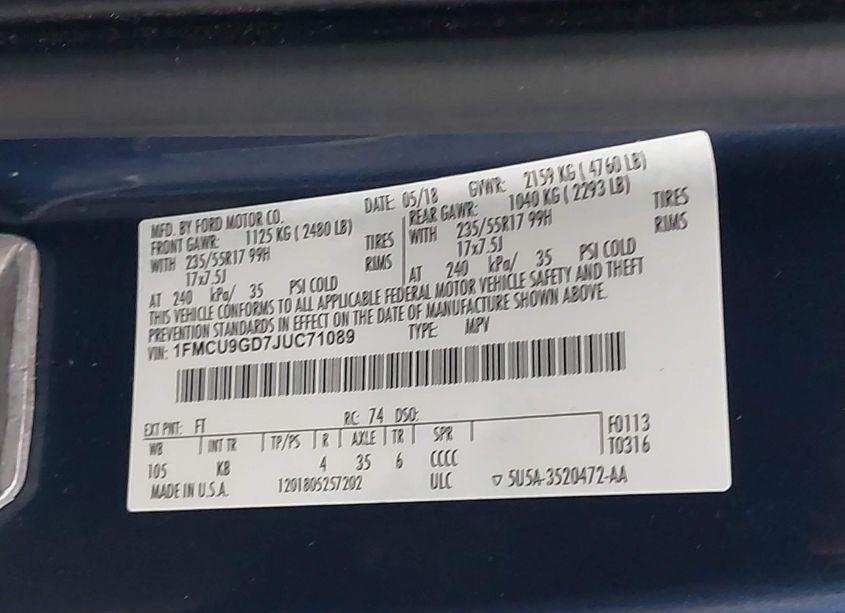 MFD. BY FORD MOTOR CO. DATE: 05/18 GVWR: 2159 KG ( 4760 LB)
FRONT GAWR: 1125 KG ( 2480 LB) REAR GAWR: 1040 KG ( 2293 LB)
WITH 235/55R17 99H TIRES WITH 235/55R17 99H TIRES
17x7.5J RIMS 17x7.5J RIMS
AT 240 kPa/ 35 PSI COLD AT 240 kPa/ 35 PSI COLD
THIS VEHICLE CONFORMS TO ALL APPLICABLE FEDERAL MOTOR VEHICLE SAFETY AND THEFT
PREVENTION STANDARDS IN EFFECT ON THE DATE OF MANUFACTURE SHOWN ABOVE.
VIN: 1FMCU9GD7JUC71089 TYPE: MPV
EXT PNT: FT RC: 74 DSO: F0113
WB INT TR TP/PS R AXLE TR SPR T0316
105 KB 4 35 6 CCCC
MADE IN U.S.A. 1201805257202 ULC ▽ 5U5A-3520472-AA